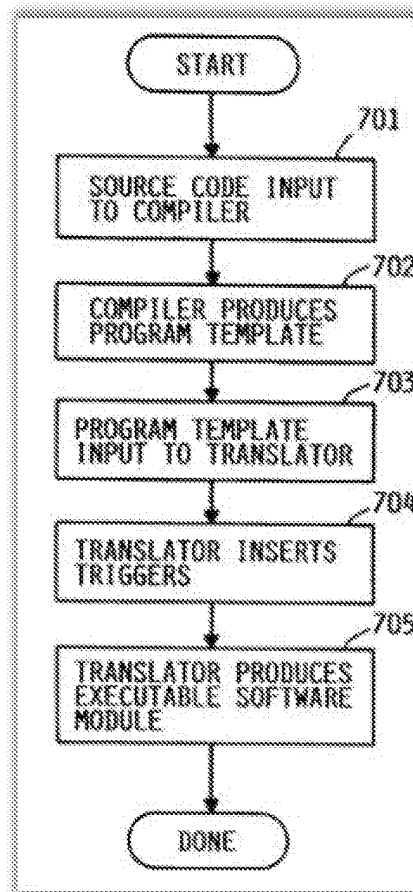 START
701
SOURCE CODE INPUT
TO COMPILER
702
COMPILER PRODUCES
PROGRAM TEMPLATE
703
PROGRAM TEMPLATE
INPUT TO TRANSLATOR
704
TRANSLATOR INSERTS
TRIGGERS
705
TRANSLATOR PRODUCES
EXECUTABLE SOFTWARE
MODULE
DONE